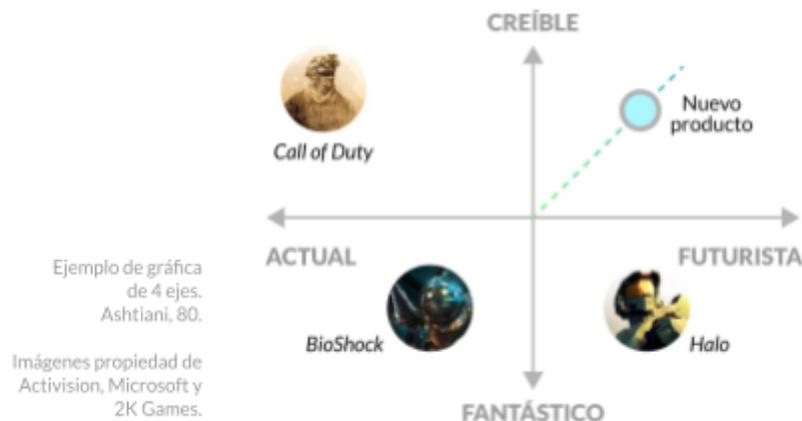 CREÍBLE
Nuevo
producto
Call of Duty
ACTUAL
FUTURISTA
Ejemplo de gráfica
de 4 ejes.
Ashtiani, 80.
BioShock
Halo
Imágenes propiedad de
Activision, Microsoft y
2K Games.
FANTÁSTICO